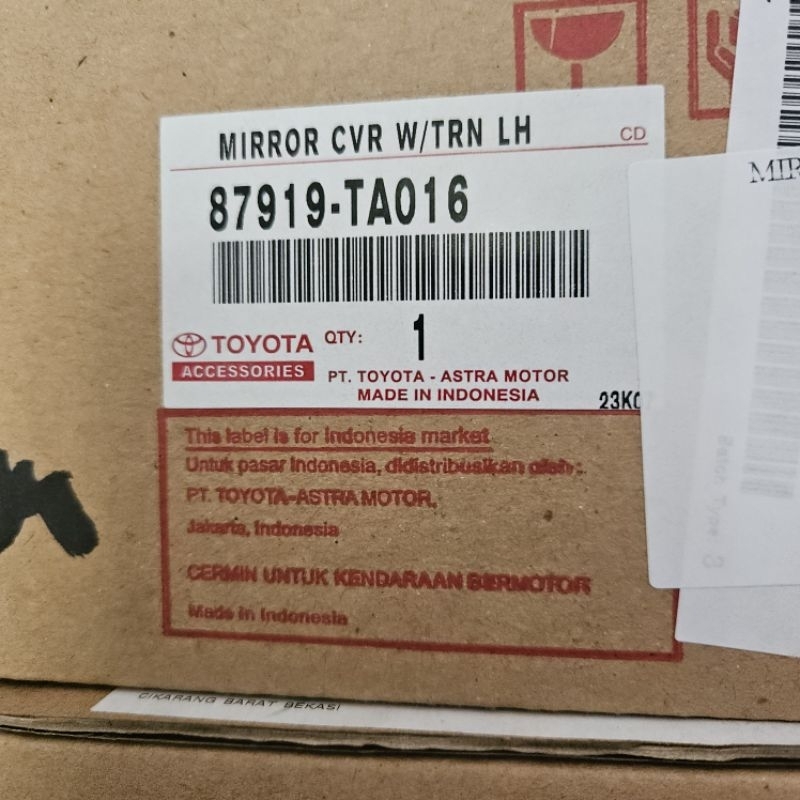 MIRROR CVR W/TRN LH
CD
87919-TA016
TOYOTA
ACCESSORIES
QTY: 1
PT. TOYOTA - ASTRA MOTOR
MADE IN INDONESIA
This label is for Indonesia market
Untuk pasar Indonesia, didistribusikan oleh :
PT. TOYOTA-ASTRA MOTOR,
Jakarta, Indonesia
CERMIN UNTUK KENDARAAN BERMOTOR
Made in Indonesia
CIKARANG BARAT BEKASI